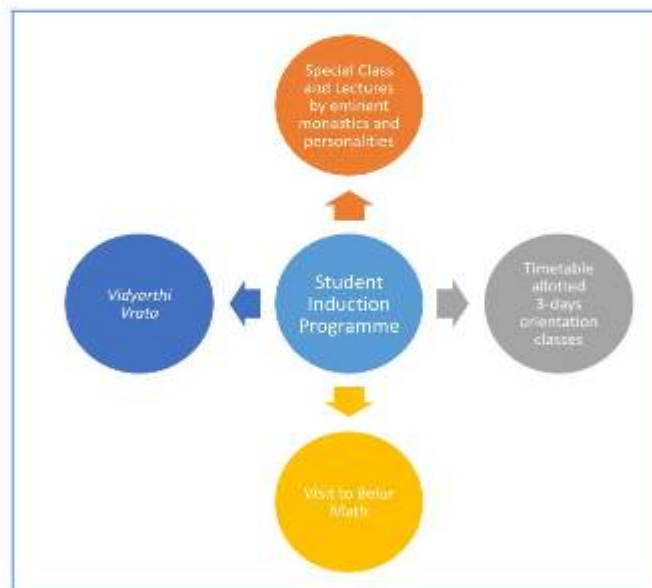 Special Class
and Lectures
by eminent
monastics and
personalities
Vidyarthi
Vrata
Student
Induction
Programme
Timetable
allotted
3-days
orientation
classes
Visit to Belur
Math